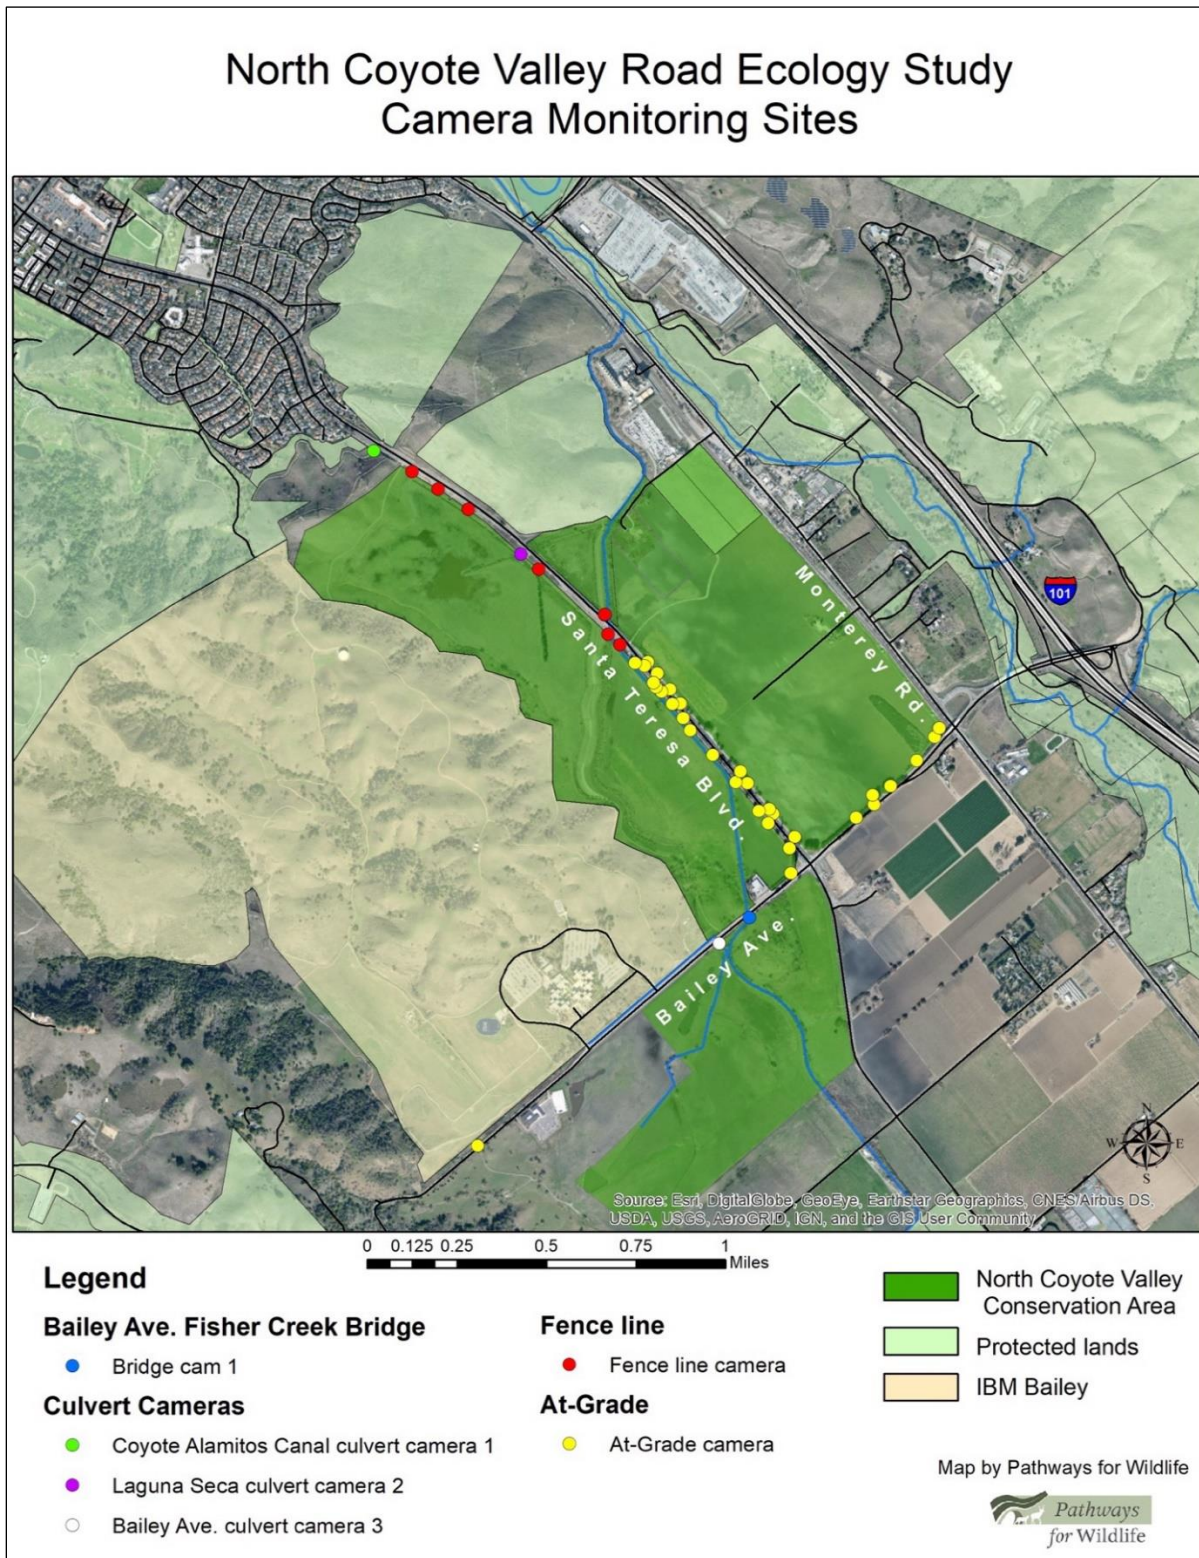 North Coyote Valley Road Ecology Study
Camera Monitoring Sites
Monterey Rd.
101
Santa Teresa Blvd.
Bailey Ave.
N
W E
S
Source: Esri, DigitalGlobe, GeoEye, Earthstar Geographics, CNES/Airbus DS,
USDA, USGS, AeroGRID, IGN, and the GIS User Community
0 0.125 0.25 0.5 0.75 1
Miles
Legend
Bailey Ave. Fisher Creek Bridge
Bridge cam 1
Culvert Cameras
Coyote Alamitos Canal culvert camera 1
Laguna Seca culvert camera 2
Bailey Ave. culvert camera 3
Fence line
Fence line camera
At-Grade
At-Grade camera
North Coyote Valley
Conservation Area
Protected lands
IBM Bailey
Map by Pathways for Wildlife
Pathways
for Wildlife